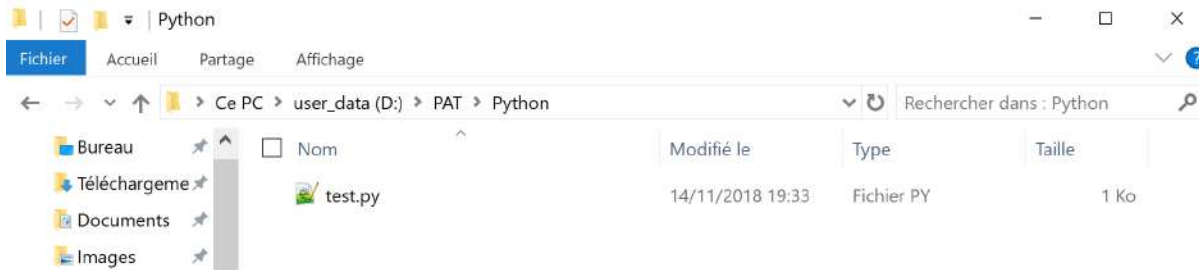 Python
Fichier Accueil Partage Affichage
Ce PC > user_data (D:) > PAT > Python Rechercher dans : Python
Bureau Nom Modifié le Type Taille
Téléchargeme test.py 14/11/2018 19:33 Fichier PY 1 Ko
Documents
Images